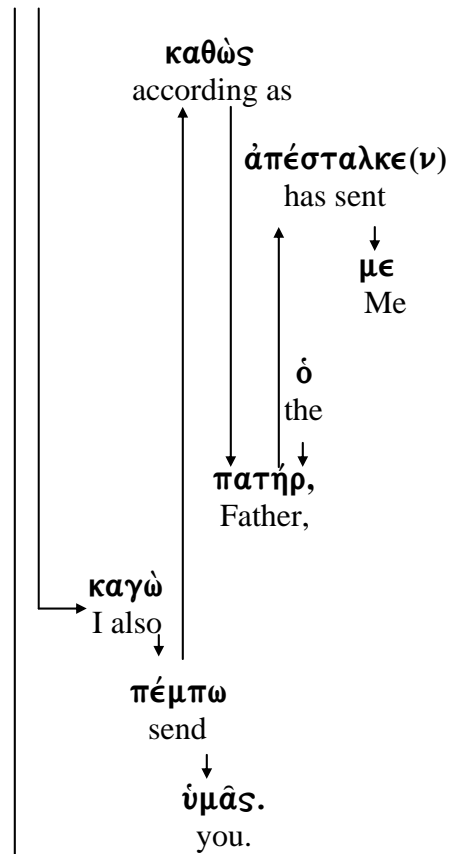 καθὼς
according as
ἀπέσταλκε(ν)
has sent
με
Me
ὁ
the
πατήρ,
Father,
καγὼ
I also
πέμπω
send
ὑμᾶς.
you.